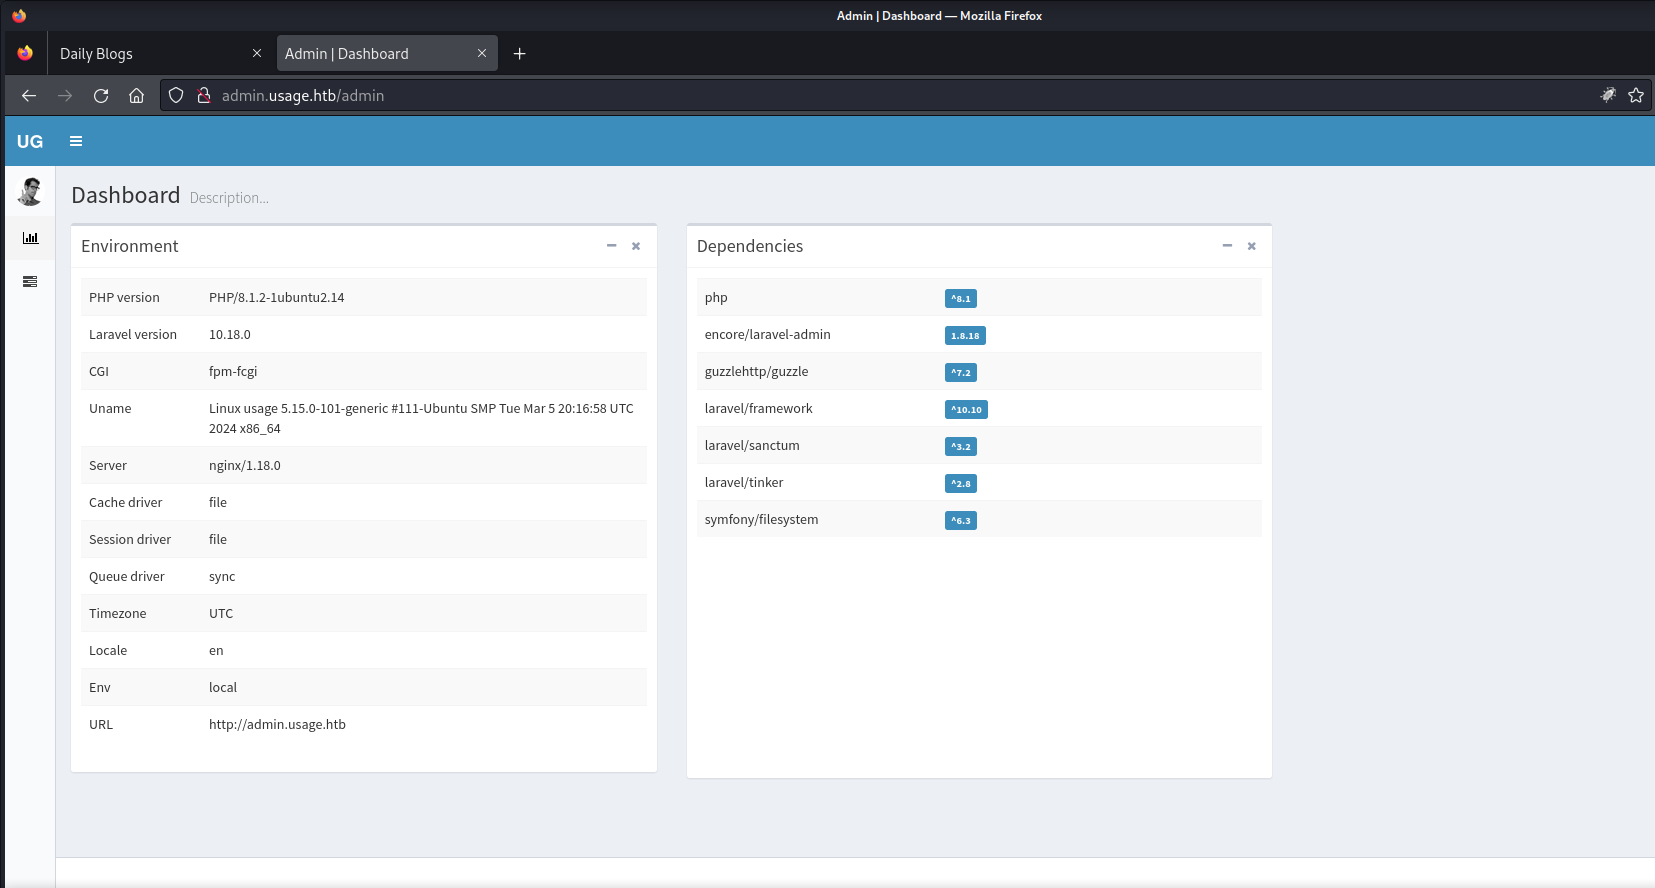 Admin | Dashboard — Mozilla Firefox
Daily Blogs
Admin | Dashboard
admin.usage.htb/admin
UG
Dashboard Description...
Environment
PHP version PHP/8.1.2-1ubuntu2.14
Laravel version 10.18.0
CGI fpm-fcgi
Uname Linux usage 5.15.0-101-generic #111-Ubuntu SMP Tue Mar 5 20:16:58 UTC
2024 x86_64
Server nginx/1.18.0
Cache driver file
Session driver file
Queue driver sync
Timezone UTC
Locale en
Env local
URL http://admin.usage.htb
Dependencies
php ^8.1
encore/laravel-admin 1.8.18
guzzlehttp/guzzle ^7.2
laravel/framework ^10.10
laravel/sanctum ^3.2
laravel/tinker ^2.8
symfony/filesystem ^6.3